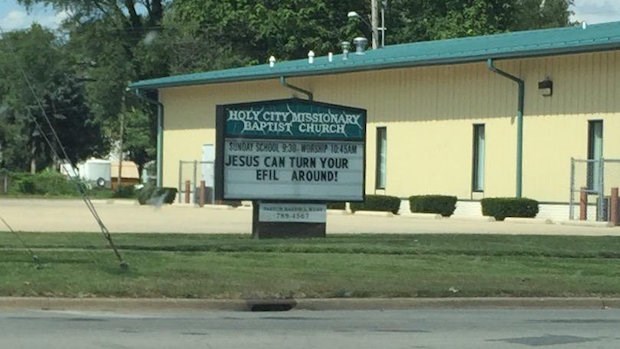 HOLY CITY MISSIONARY
BAPTIST CHURCH
SUNDAY SCHOOL 9:30 WORSHIP 10:45AM
JESUS CAN TURN YOUR
EFIL AROUND!